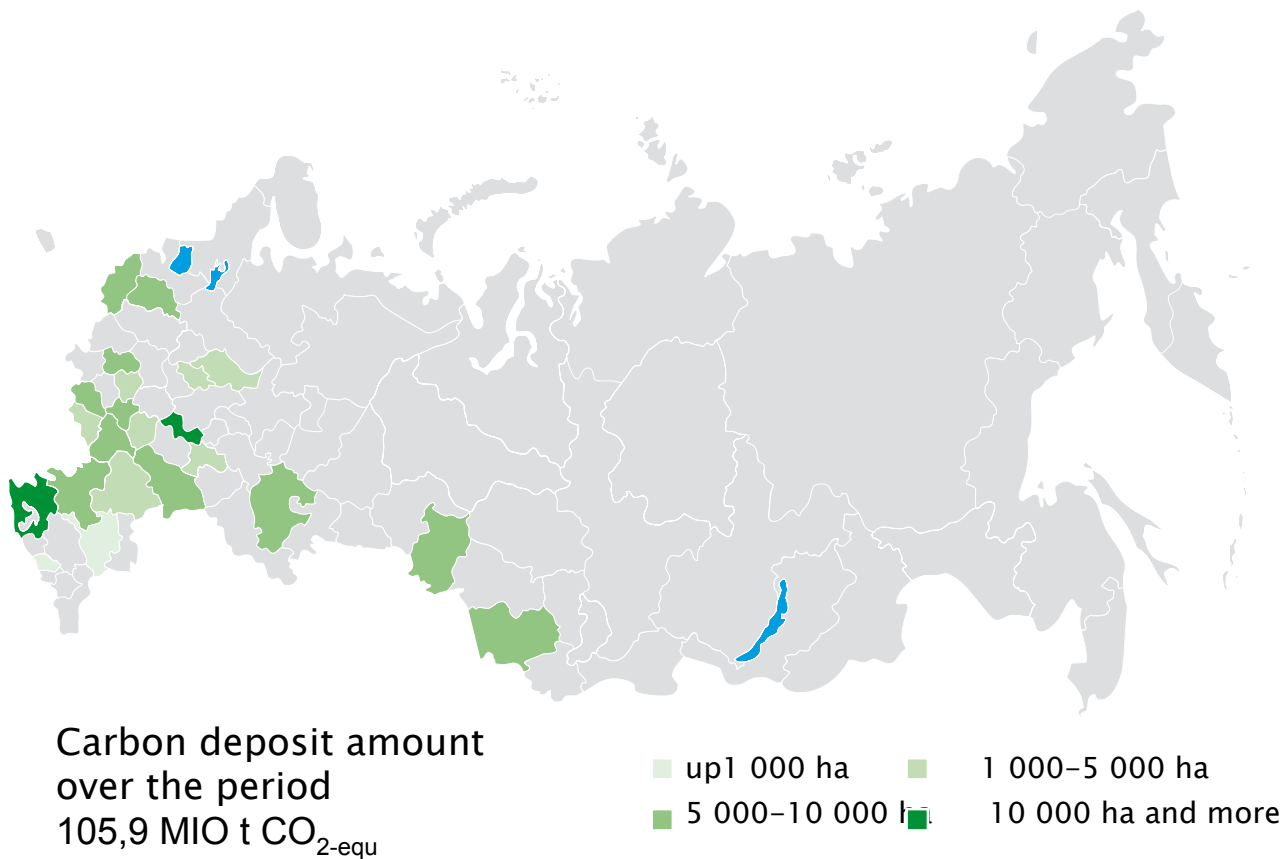 Carbon deposit amount
over the period
105,9 MIO t CO2-equ
up1 000 ha
1 000–5 000 ha
5 000–10 000 ha
10 000 ha and more